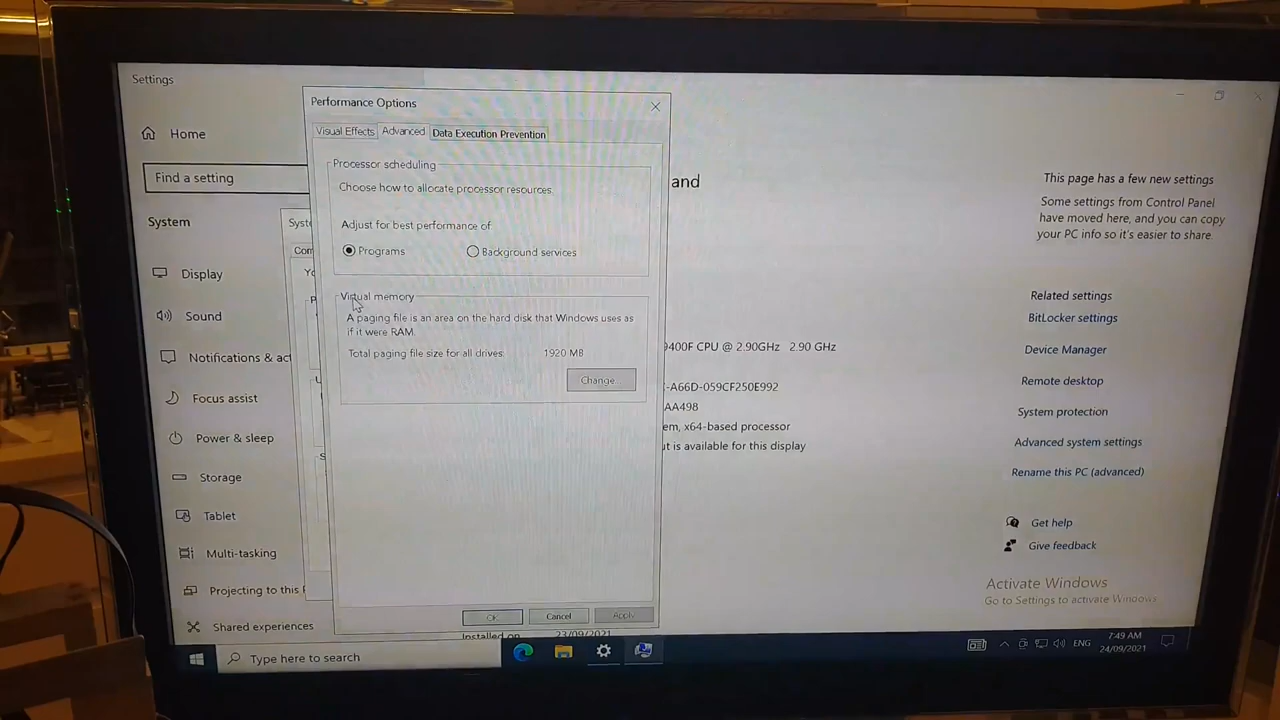 Settings
Home
Find a setting
System
Display
Sound
Notifications & act
Focus assist
Power & sleep
Storage
Tablet
Multi-tasking
Projecting to this
Shared experiences
Performance Options
Visual Effects
Advanced
Data Execution Prevention
Processor scheduling
Choose how to allocate processor resources.
Adjust for best performance of:
Programs
Background services
Virtual memory
A paging file is an area on the hard disk that Windows uses as
if it were RAM.
Total paging file size for all drives:
1920 MB
Change...
OK
Cancel
Apply
Syst
Com
Yo
and
9400F CPU @ 2.90GHz 2.90 GHz
-A66D-059CF250E992
AA498
em, x64-based processor
ut is available for this display
Installed on
23/09/2021
This page has a few new settings
Some settings from Control Panel
have moved here, and you can copy
your PC info so it's easier to share.
Related settings
BitLocker settings
Device Manager
Remote desktop
System protection
Advanced system settings
Rename this PC (advanced)
Get help
Give feedback
Activate Windows
Go to Settings to activate Windows.
Type here to search
ENG
7:49 AM
24/09/2021